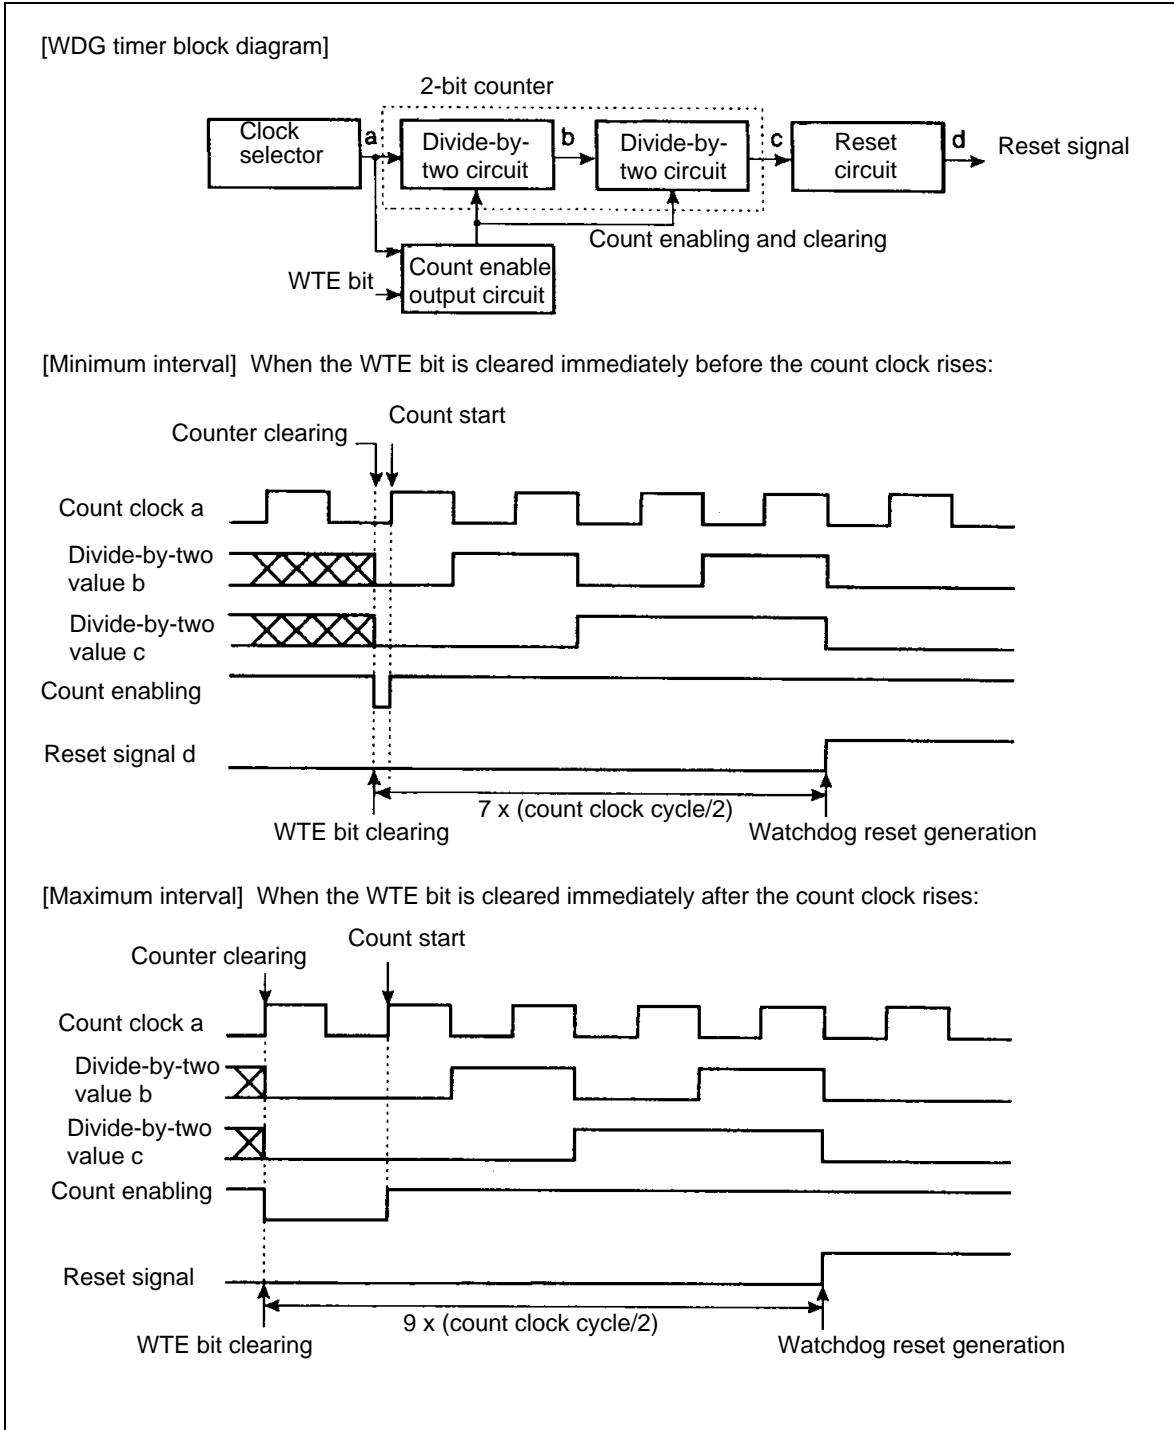 [WDG timer block diagram]
2-bit counter
Clock
selector
a
Divide-by-
two circuit
b
Divide-by-
two circuit
c
Reset
circuit
d
Reset signal
Count enabling and clearing
WTE bit
Count enable
output circuit
[Minimum interval] When the WTE bit is cleared immediately before the count clock rises:
Count start
Counter clearing
Count clock a
Divide-by-two
value b
Divide-by-two
value c
Count enabling
Reset signal d
7 x (count clock cycle/2)
WTE bit clearing
Watchdog reset generation
[Maximum interval] When the WTE bit is cleared immediately after the count clock rises:
Count start
Counter clearing
Count clock a
Divide-by-two
value b
Divide-by-two
value c
Count enabling
Reset signal
9 x (count clock cycle/2)
WTE bit clearing
Watchdog reset generation